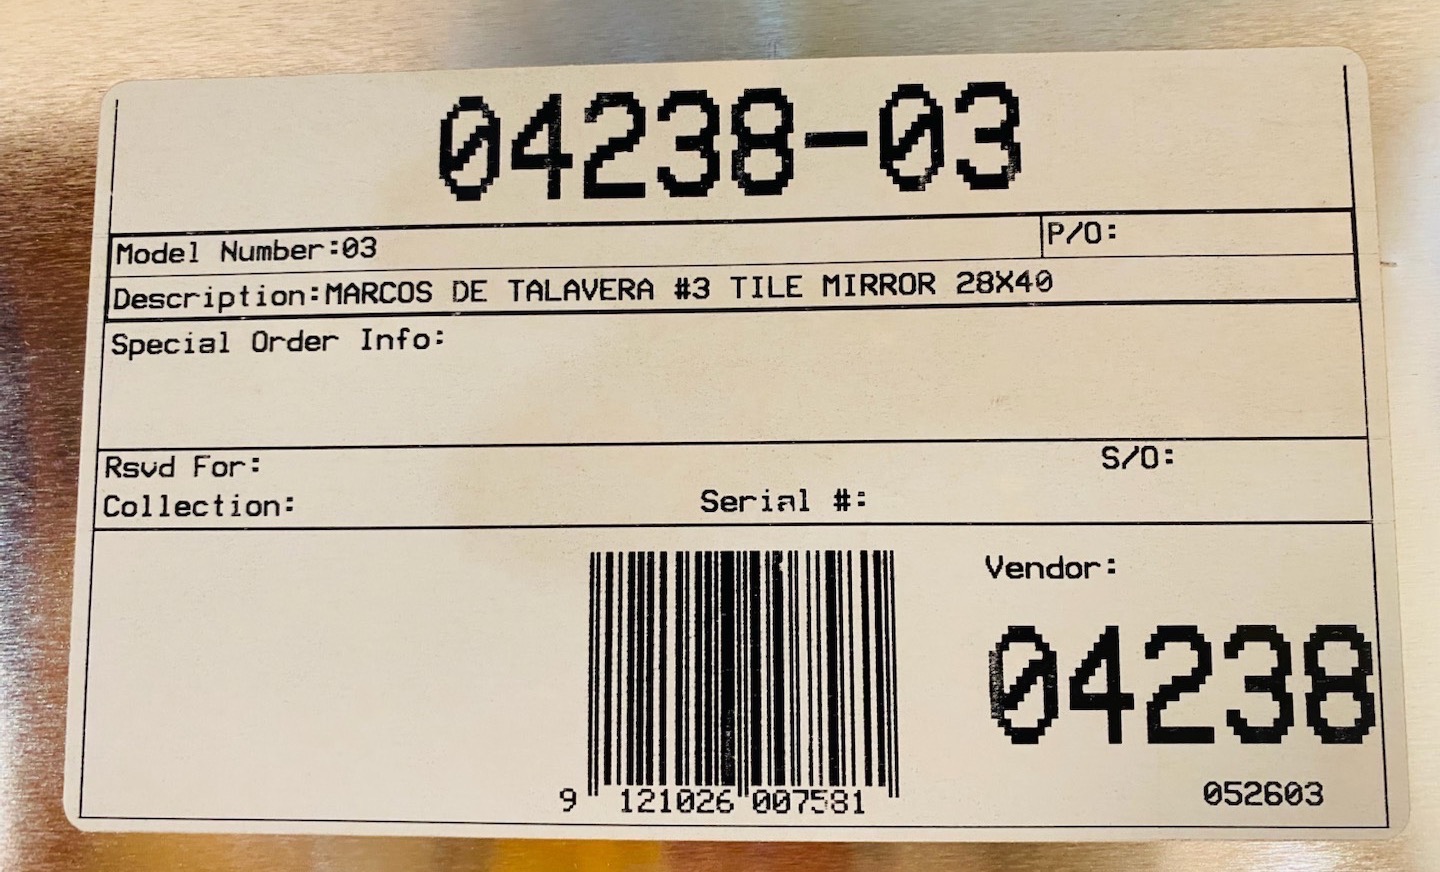 04238-03
Model Number:03 P/O:
Description:MARCOS DE TALAVERA #3 TILE MIRROR 28X40
Special Order Info:
Rsvd For: S/O:
Collection: Serial #:
Vendor:
04238
9 121026 007581
052603